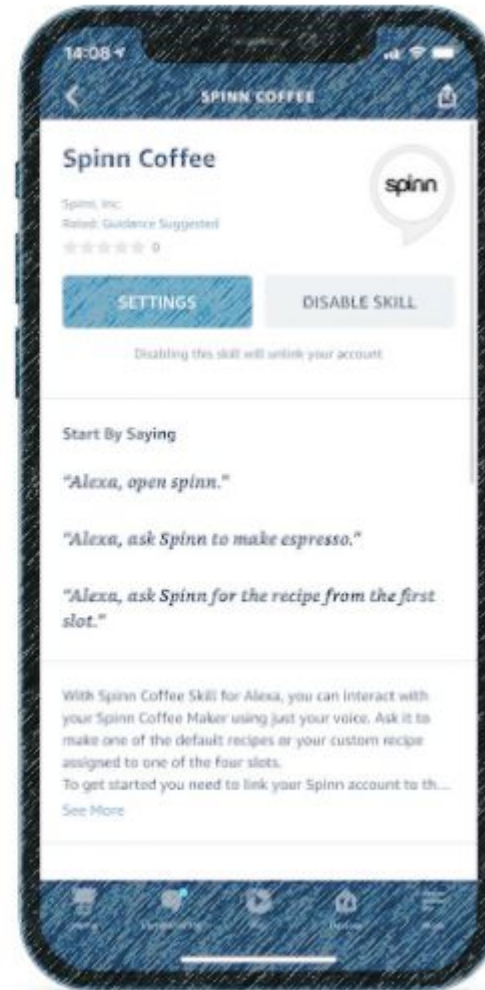 14:08
SPINN COFFEE
Spinn Coffee
spinn
Spinn, Inc.
Rated: Guidance Suggested
0
SETTINGS
DISABLE SKILL
Disabling this skill will unlink your account
Start By Saying
"Alexa, open spinn."
"Alexa, ask Spinn to make espresso."
"Alexa, ask Spinn for the recipe from the first
slot."
With Spinn Coffee Skill for Alexa, you can interact with
your Spinn Coffee Maker using just your voice. Ask it to
make one of the default recipes or your custom recipe
assigned to one of the four slots.
To get started you need to link your Spinn account to th...
See More